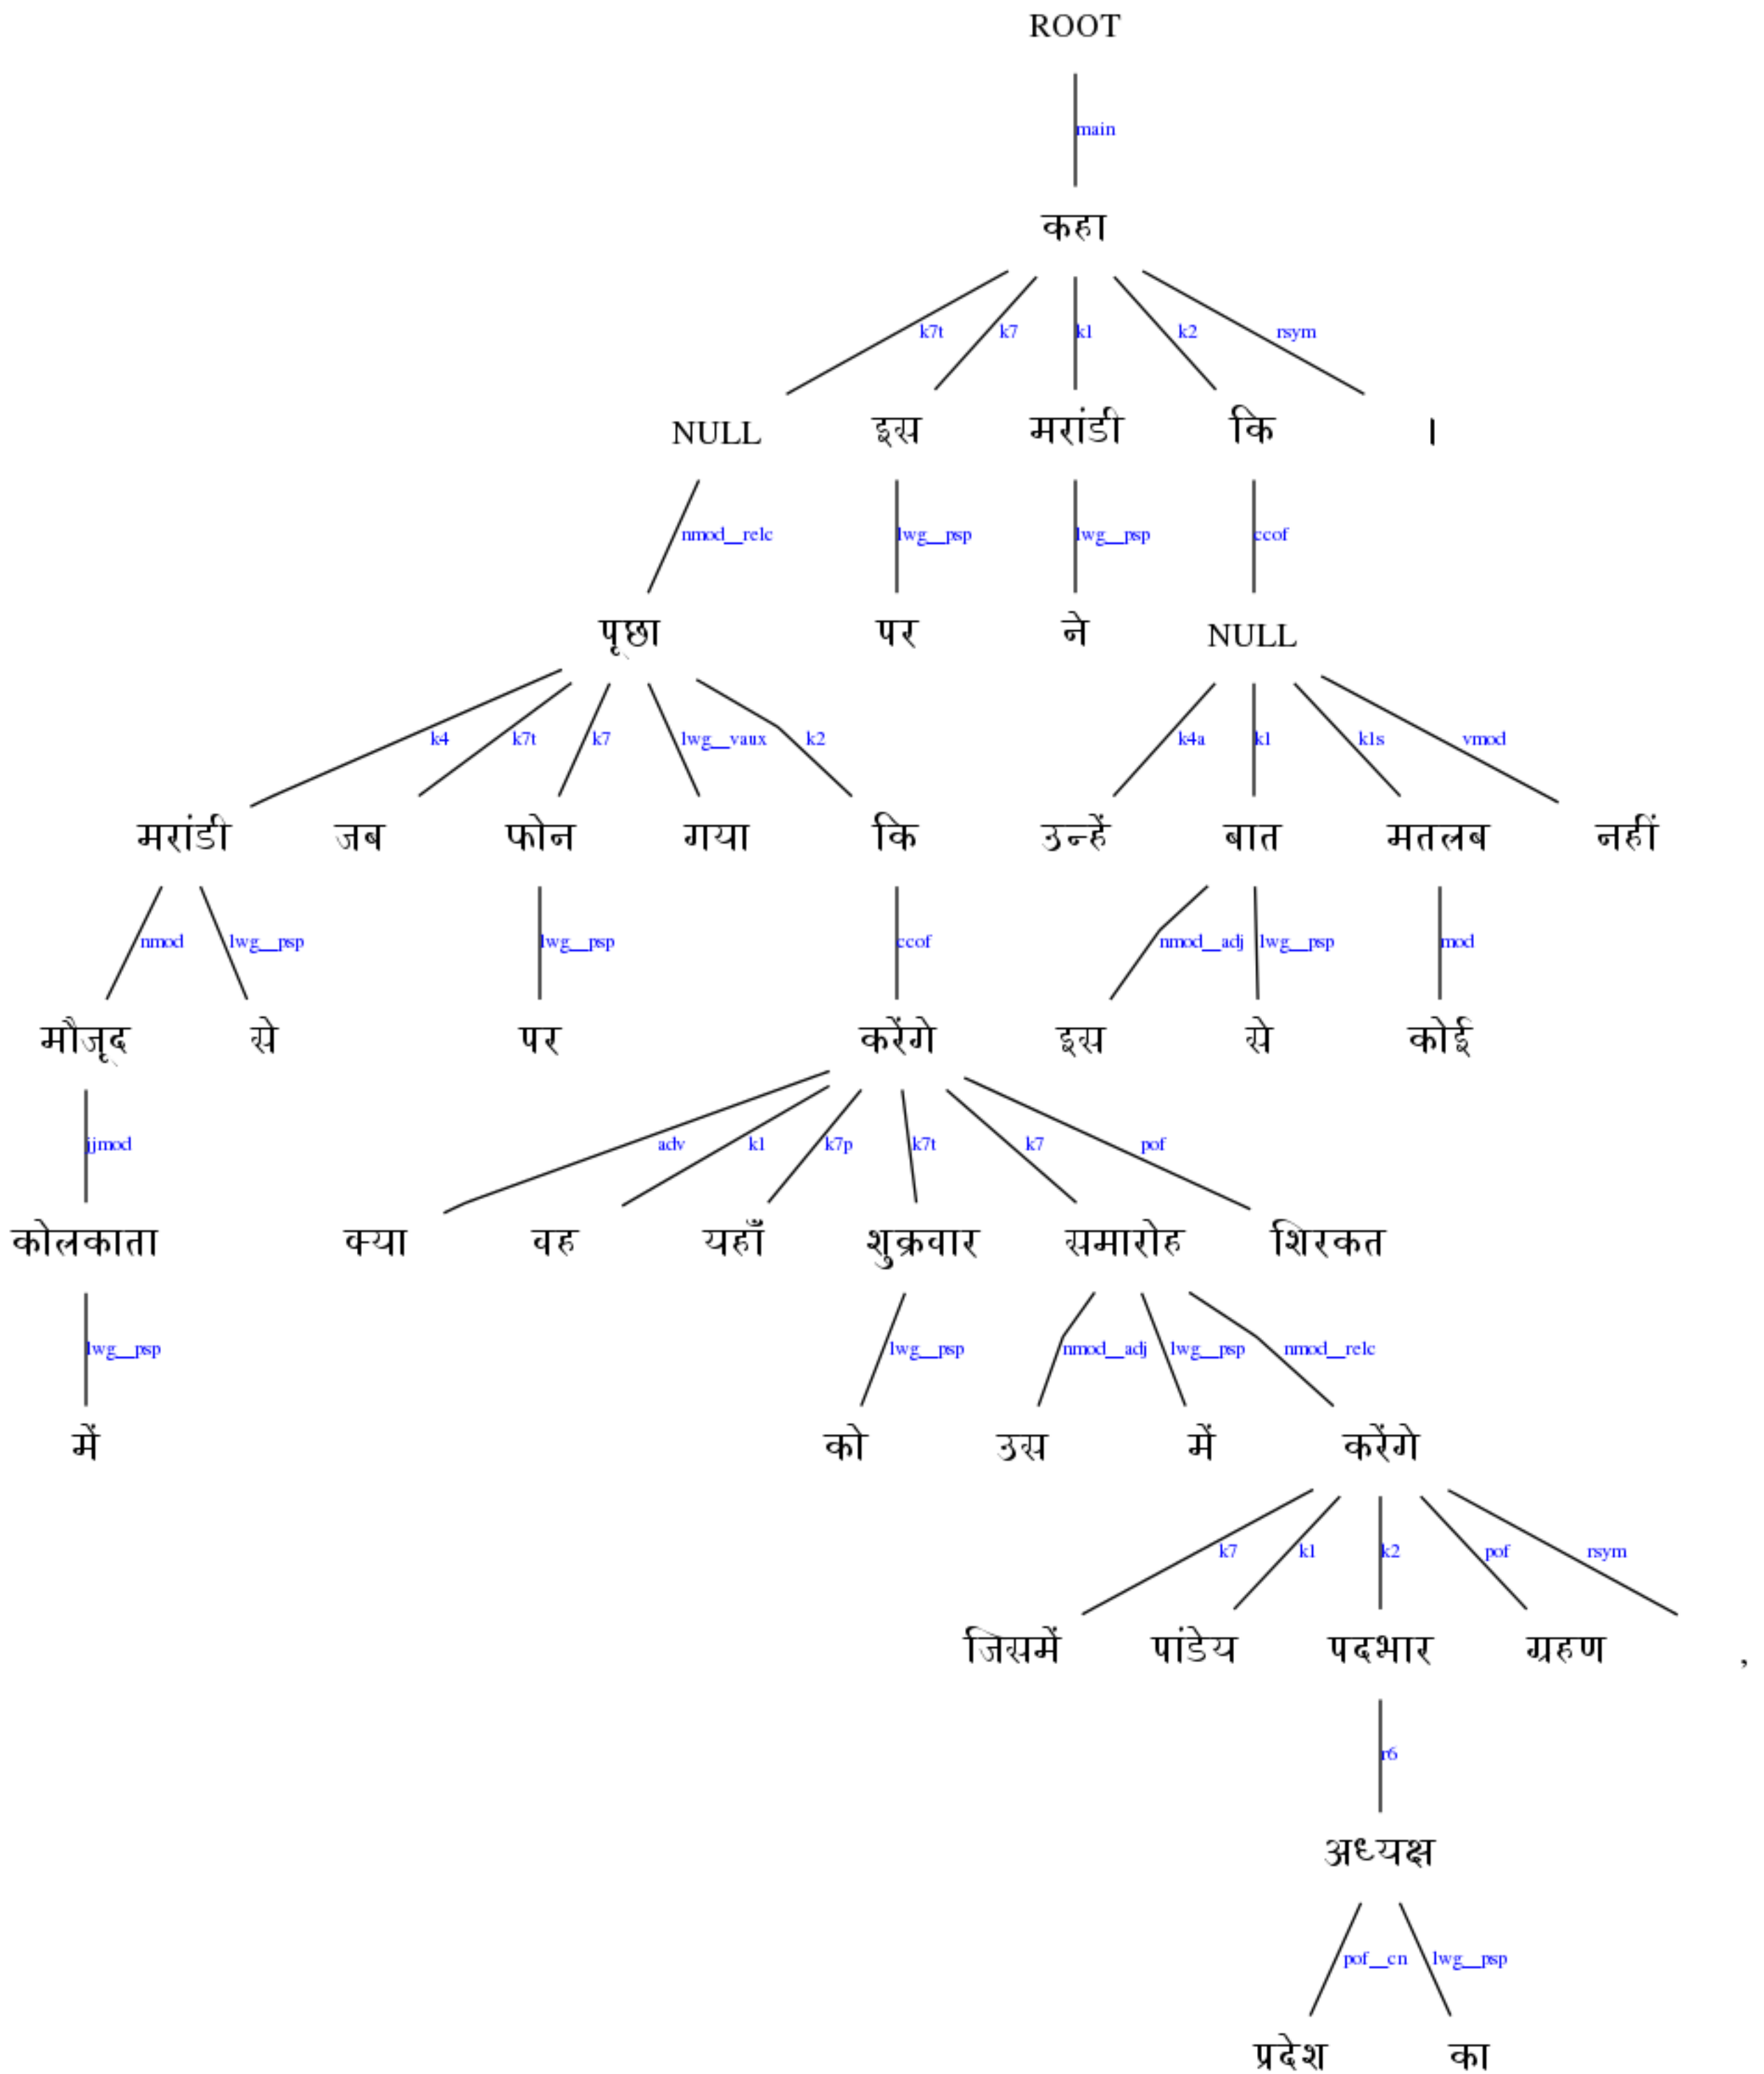 ROOT
main
कहा
k7t k7 k1 k2 rsym
NULL इस मरांडी कि ।
nmod__relc lwg__psp lwg__psp ccof
पूछा पर ने NULL
k4 k7t k7 lwg__vaux k2 k4a k1 k1s vmod
मरांडी जब फोन गया कि उन्हें बात मतलब नहीं
nmod lwg__psp lwg__psp ccof nmod__adj lwg__psp mod
मौजूद से पर करेंगे इस से कोई
jjmod adv k1 k7p k7t k7 pof
कोलकाता क्या वह यहाँ शुक्रवार समारोह शिरकत
lwg__psp lwg__psp nmod__adj lwg__psp nmod__relc
में को उस में करेंगे
k7 k1 k2 pof rsym
जिसमें पांडेय पदभार ग्रहण ,
r6
अध्यक्ष
pof__cn lwg__psp
प्रदेश का